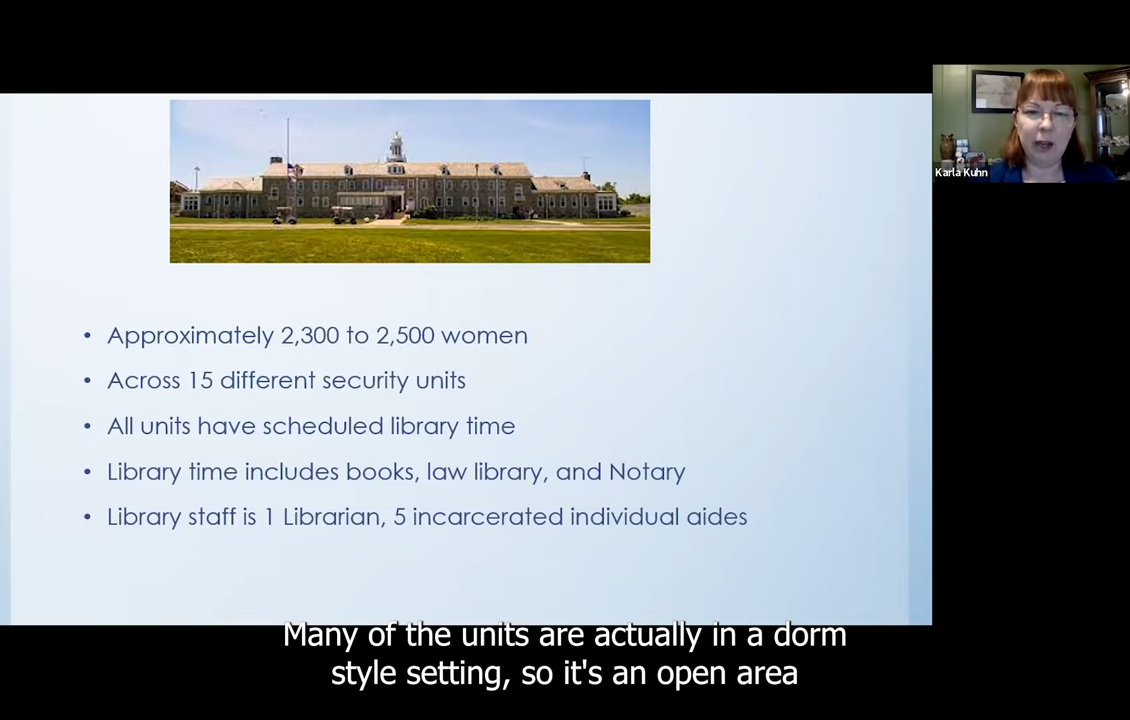 Karla Kuhn
• Approximately 2,300 to 2,500 women
• Across 15 different security units
• All units have scheduled library time
• Library time includes books, law library, and Notary
• Library staff is 1 Librarian, 5 incarcerated individual aides
Many of the units are actually in a dorm
style setting, so it's an open area